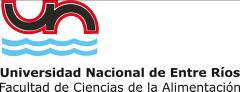 Universidad Nacional de Entre Ríos
Facultad de Ciencias de la Alimentación